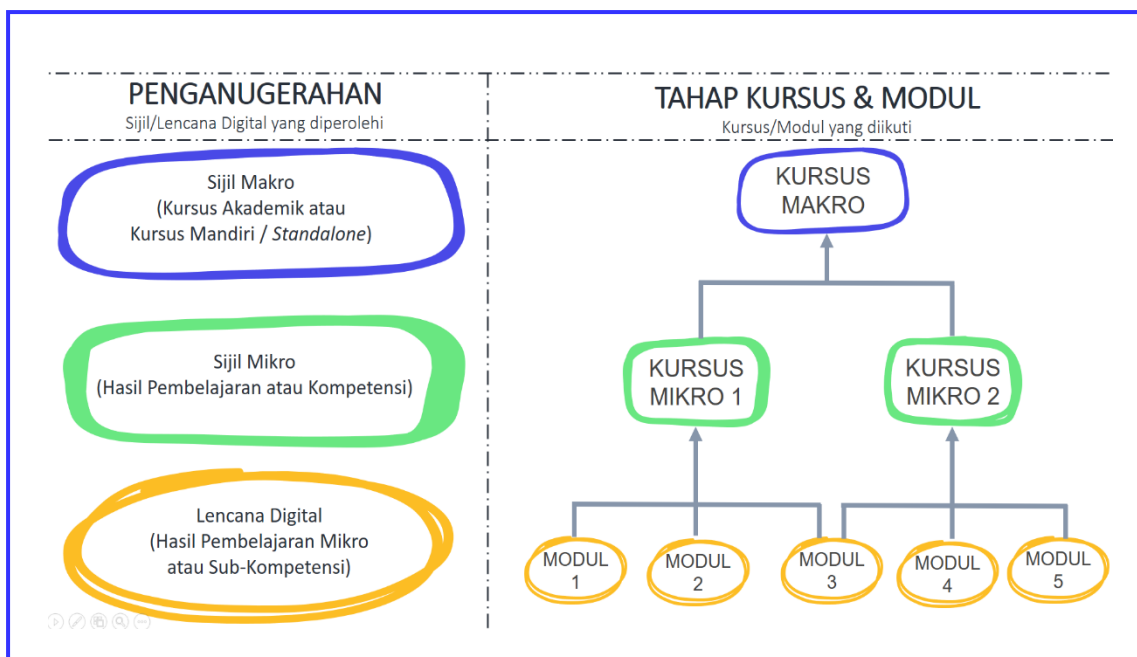 PENGANUGERAHAN
Sijil/Lencana Digital yang diperolehi
TAHAP KURSUS & MODUL
Kursus/Modul yang diikuti
Sijil Makro
(Kursus Akademik atau
Kursus Mandiri / Standalone)
KURSUS
MAKRO
Sijil Mikro
(Hasil Pembelajaran atau Kompetensi)
KURSUS
MIKRO 1
KURSUS
MIKRO 2
Lencana Digital
(Hasil Pembelajaran Mikro
atau Sub-Kompetensi)
MODUL
1
MODUL
2
MODUL
3
MODUL
4
MODUL
5